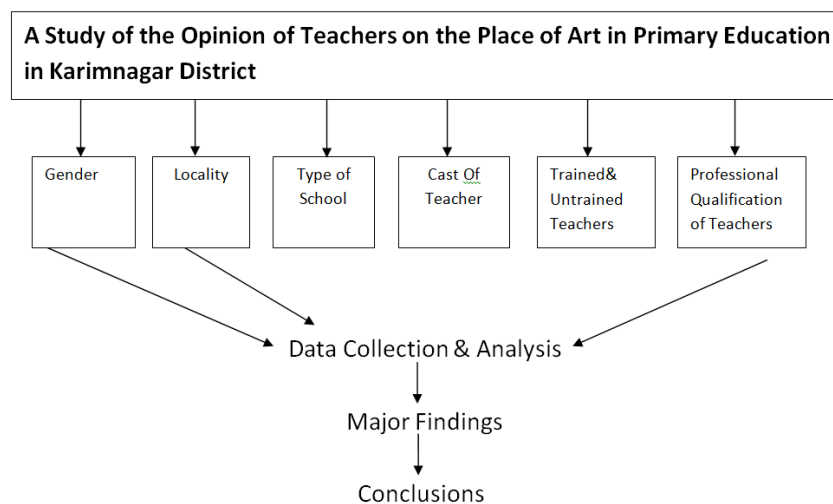 A Study of the Opinion of Teachers on the Place of Art in Primary Education
in Karimnagar District
Gender
Locality
Type of
School
Cast Of
Teacher
Trained&
Untrained
Teachers
Professional
Qualification
of Teachers
Data Collection & Analysis
Major Findings
Conclusions